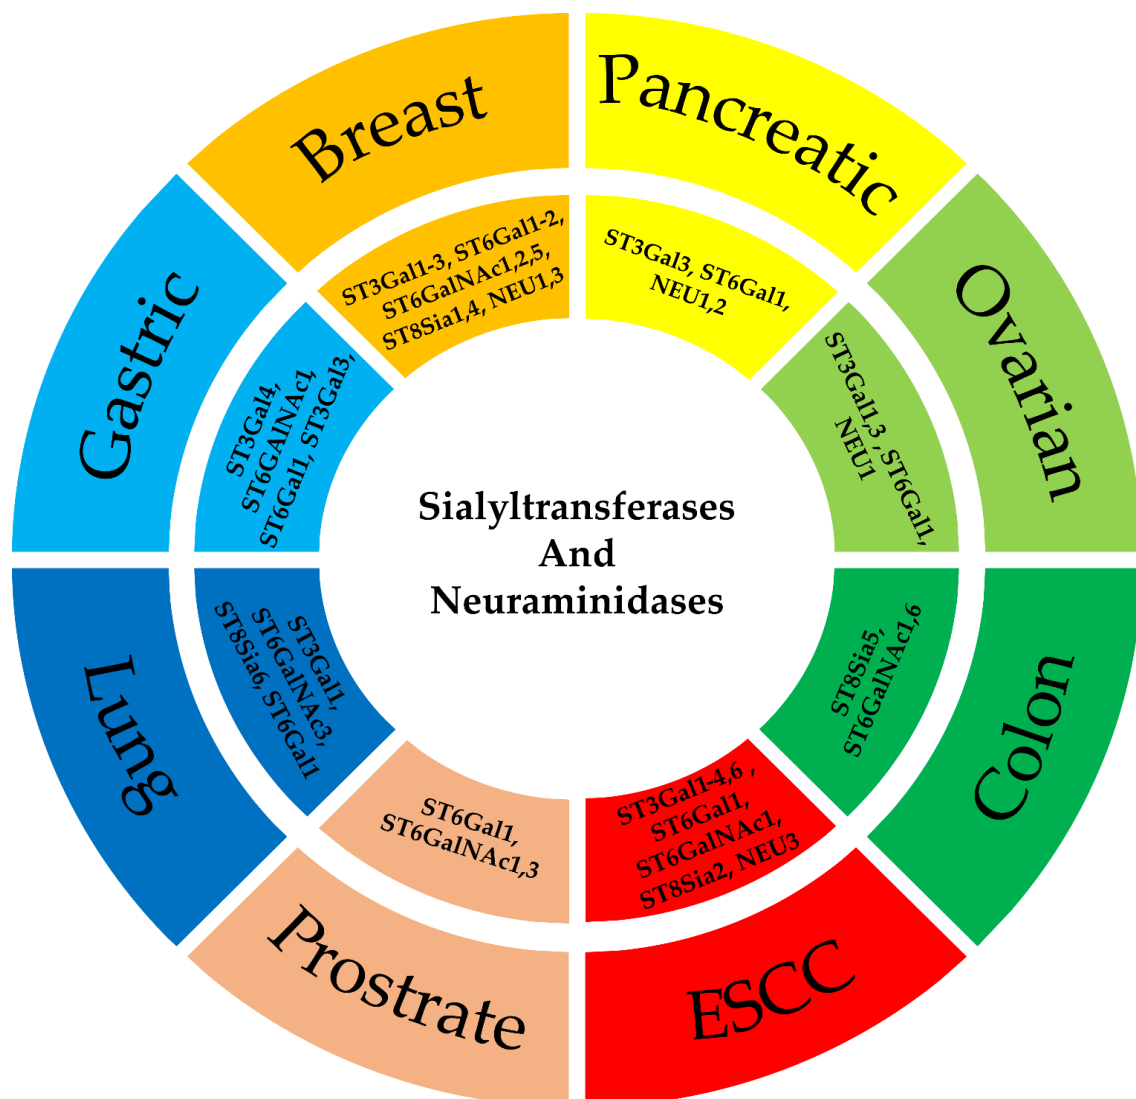 Breast
Pancreatic
Ovarian
Colon
ESCC
Prostrate
Lung
Gastric
ST3Gal1-3, ST6Gal1-2,
ST6GalNAc1,2,5,
ST8Sia1,4, NEU1,3
ST3Gal3, ST6Gal1,
NEU1,2
ST3Gal1,3 , ST6Gal1,
NEU1
ST8Sia5,
ST6GalNAc1,6
ST3Gal1-4,6 ,
ST6Gal1,
ST6GalNAc1,
ST8Sia2, NEU3
ST6Gal1,
ST6GalNAc1,3
ST3Gal1,
ST6GalNAc3,
ST8Sia6, ST6Gal1
ST3Gal4,
ST6GAlNAc1,
ST6Gal1, ST3Gal3,
Sialyltransferases
And
Neuraminidases